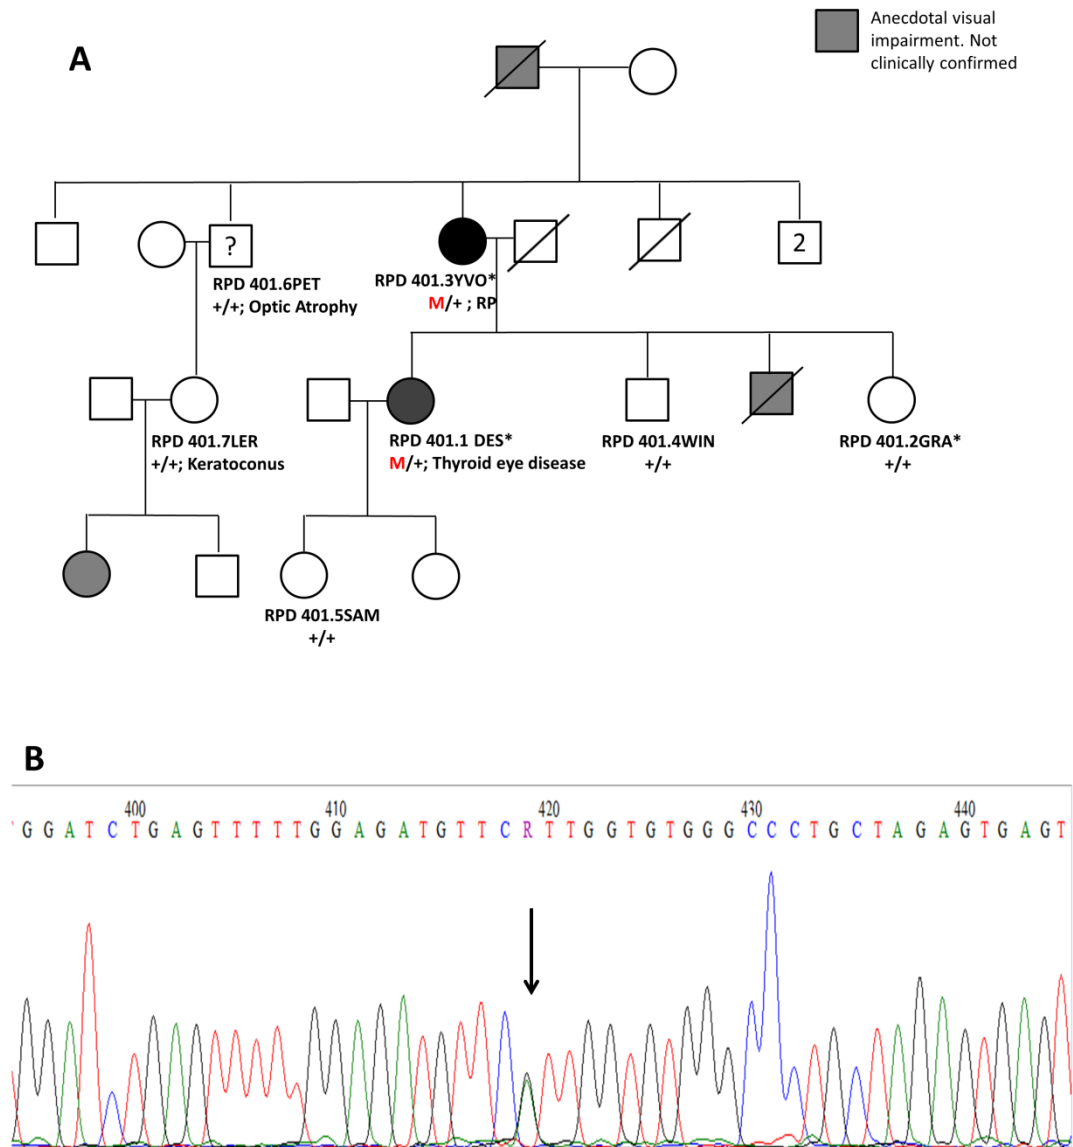 A
Anecdotal visual
impairment. Not
clinically confirmed
?
2
RPD 401.6PET
+/+; Optic Atrophy
RPD 401.3YVO*
M/+ ; RP
RPD 401.7LER
+/+; Keratoconus
RPD 401.1 DES*
M/+; Thyroid eye disease
RPD 401.4WIN
+/+
RPD 401.2GRA*
+/+
RPD 401.5SAM
+/+
B
400 410 420 430 440
G G A T C T G A G T T T T T G G A G A T G T T C R T T G G T G T G G G C C C T G C T A G A G T G A G T